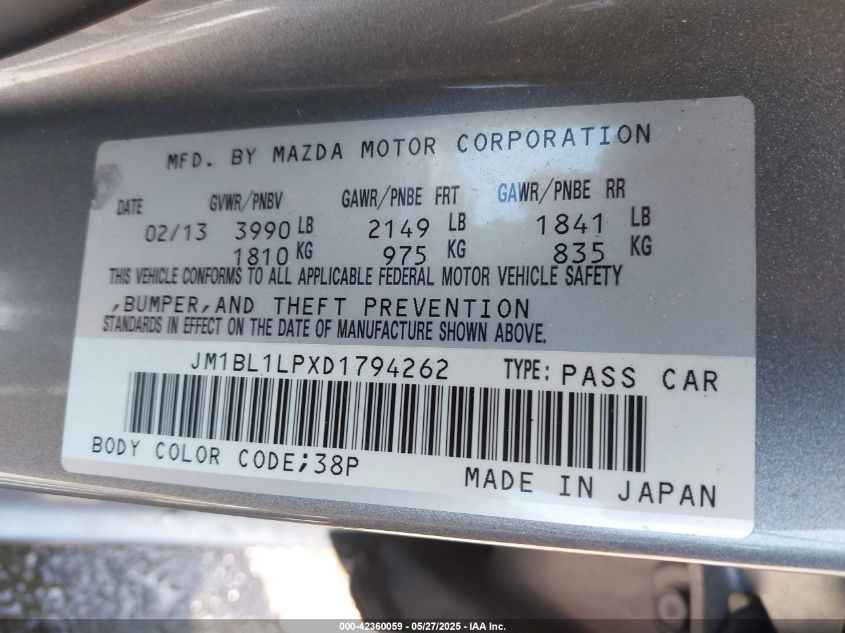 MFD. BY MAZDA MOTOR CORPORATION
DATE GVWR/PNBV GAWR/PNBE FRT GAWR/PNBE RR
02/13 3990 LB 2149 LB 1841 LB
1810 KG 975 KG 835 KG
THIS VEHICLE CONFORMS TO ALL APPLICABLE FEDERAL MOTOR VEHICLE SAFETY
,BUMPER,AND THEFT PREVENTION
STANDARDS IN EFFECT ON THE DATE OF MANUFACTURE SHOWN ABOVE.
JM1BL1LPXD1794262 TYPE: PASS CAR
BODY COLOR CODE;38P
MADE IN JAPAN
000-42360059 - 05/27/2025 - IAA Inc.